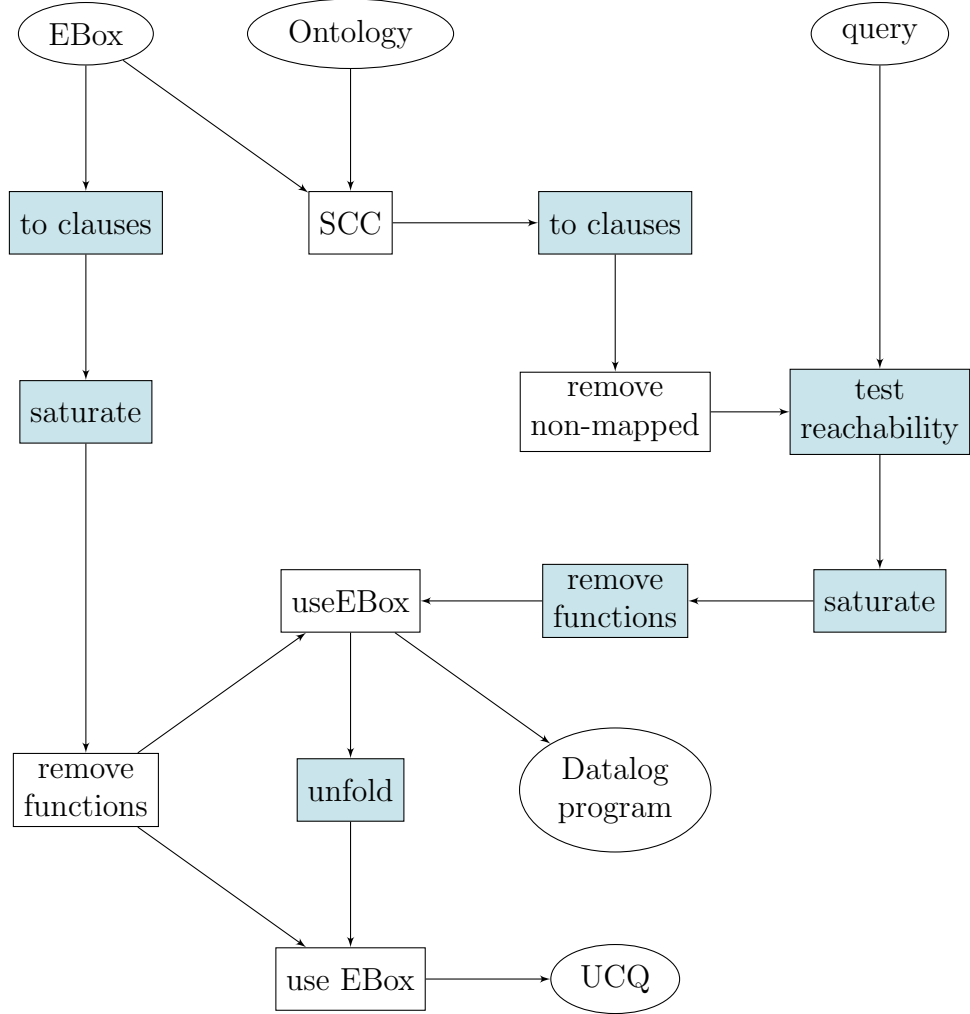 EBox
Ontology
query
to clauses
SCC
to clauses
saturate
remove
non-mapped
test
reachability
useEBox
remove
functions
saturate
remove
functions
unfold
Datalog
program
use EBox
UCQ